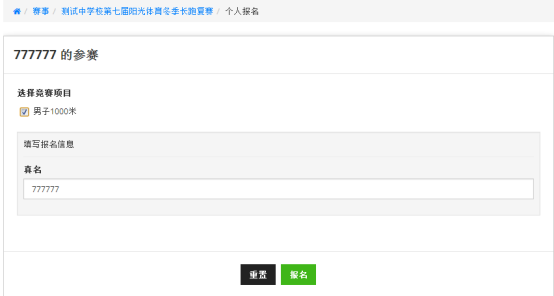 / 赛事 / 测试中学校第七届阳光体育冬季长跑复赛 / 个人报名
777777 的参赛
选择竞赛项目
男子1000米
填写报名信息
真名
777777
重置 报名